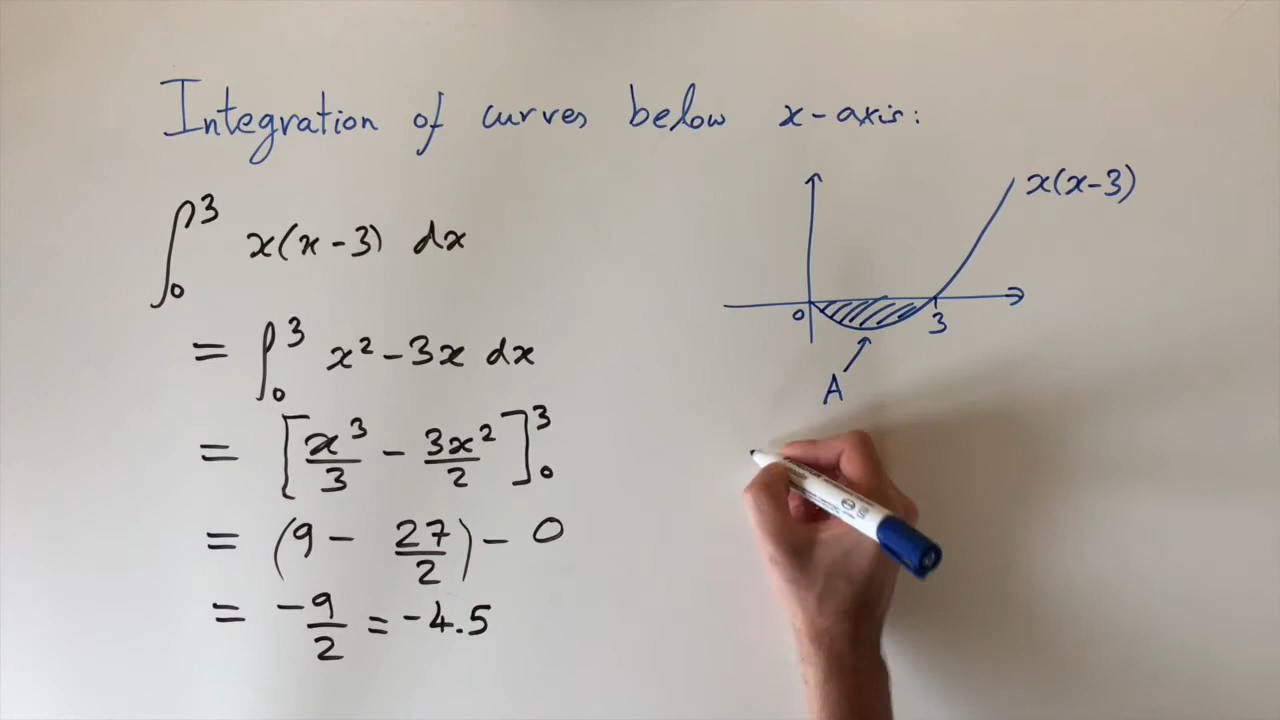 Integration of curves below x-axis:
∫₀³ x(x-3) dx
= ∫₀³ x² - 3x dx
= [x³/3 - 3x²/2]₀³
= (9 - 27/2) - 0
= -9/2 = -4.5
x(x-3)
0
3
A